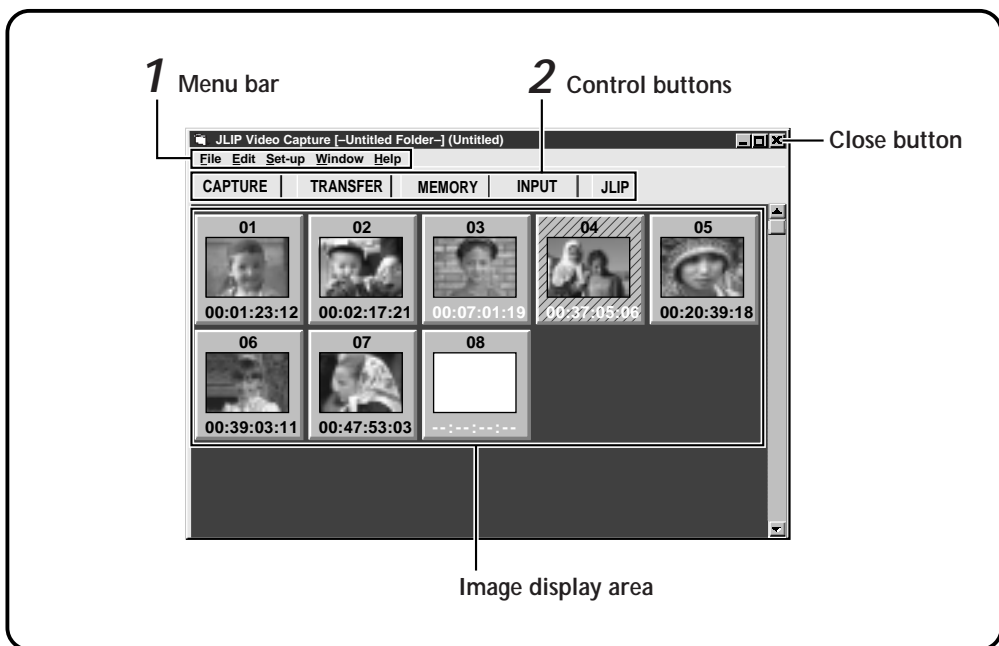 1 Menu bar
2 Control buttons
JLIP Video Capture [–Untitled Folder–] (Untitled)
Close button
File Edit Set-up Window Help
CAPTURE | TRANSFER | MEMORY | INPUT | JLIP
01 02 03 04 05
00:01:23:12 00:02:17:21 00:07:01:19 00:37:05:06 00:20:39:18
06 07 08
00:39:03:11 00:47:53:03 --:--:--:--
Image display area